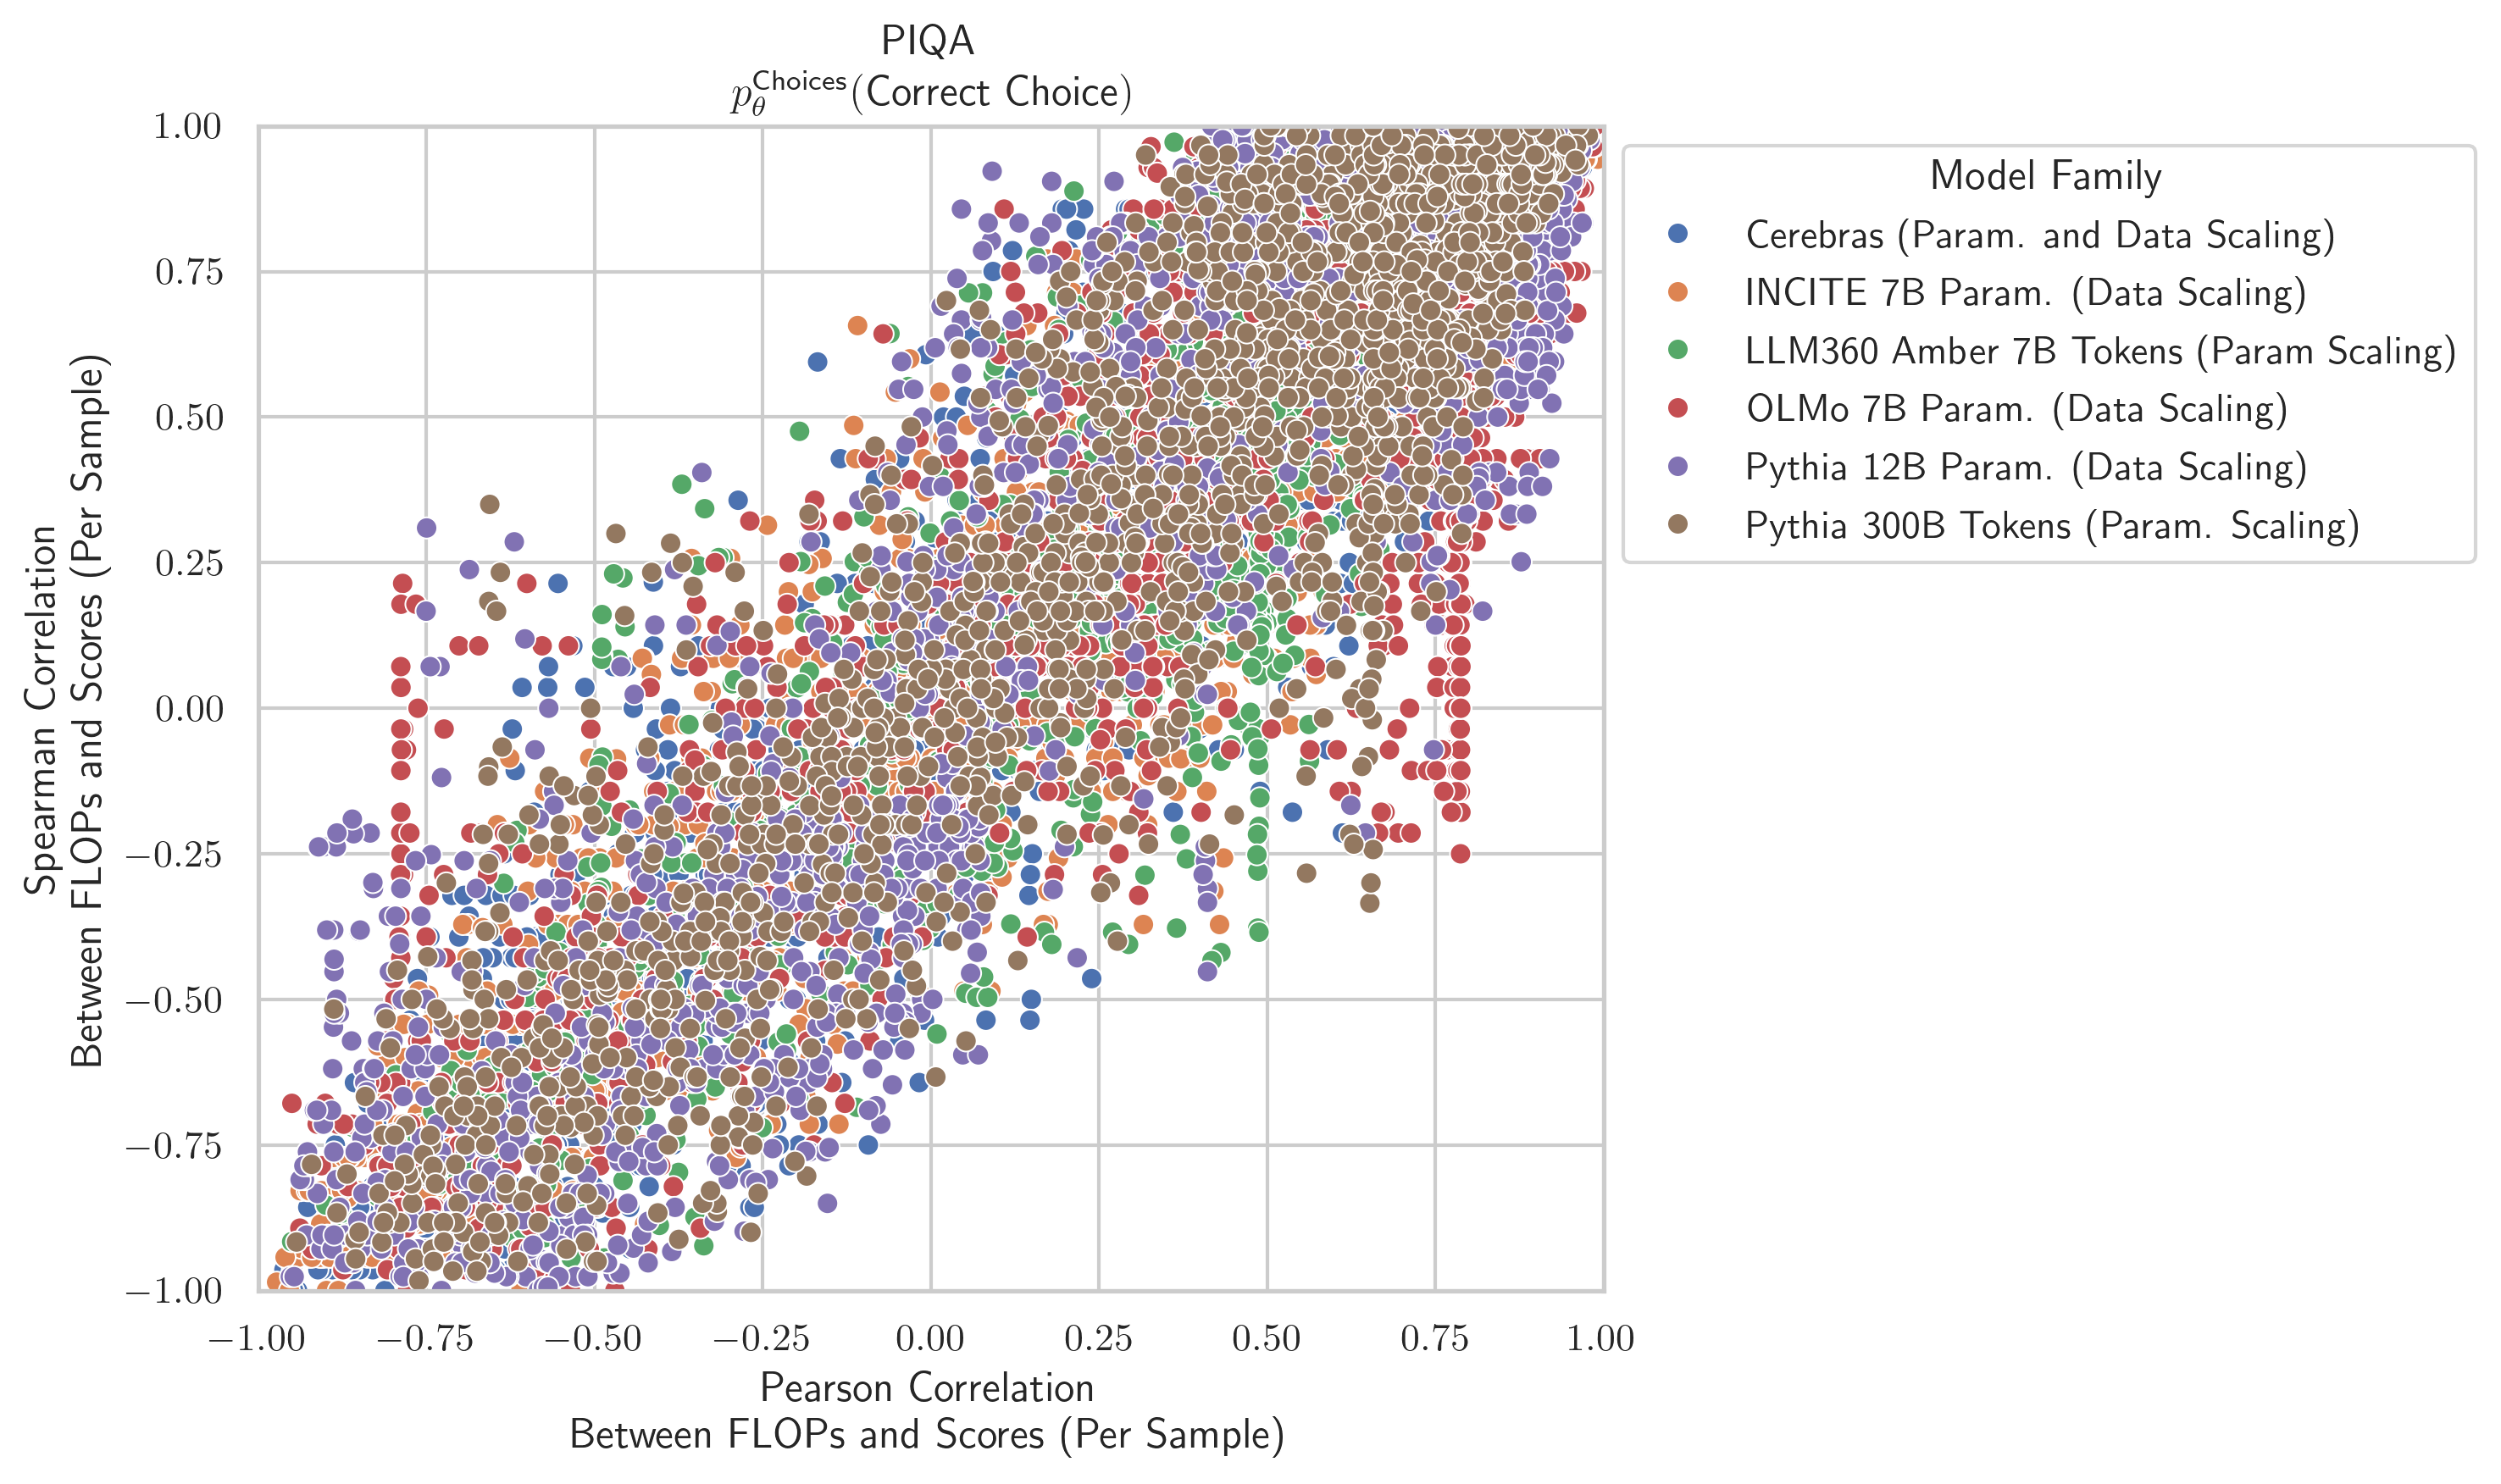 PIQA
p_θ^Choices(Correct Choice)
Spearman Correlation
Between FLOPs and Scores (Per Sample)
1.00
0.75
0.50
0.25
0.00
−0.25
−0.50
−0.75
−1.00
−1.00 −0.75 −0.50 −0.25 0.00 0.25 0.50 0.75 1.00
Pearson Correlation
Between FLOPs and Scores (Per Sample)
Model Family
Cerebras (Param. and Data Scaling)
INCITE 7B Param. (Data Scaling)
LLM360 Amber 7B Tokens (Param Scaling)
OLMo 7B Param. (Data Scaling)
Pythia 12B Param. (Data Scaling)
Pythia 300B Tokens (Param. Scaling)